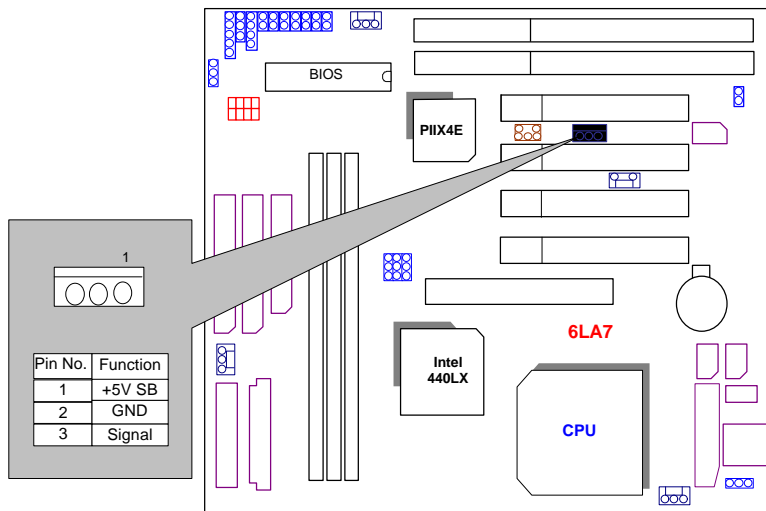 BIOS
PIIX4E
1
6LA7
Intel
440LX
Pin No. Function
1 +5V SB
2 GND
3 Signal
CPU